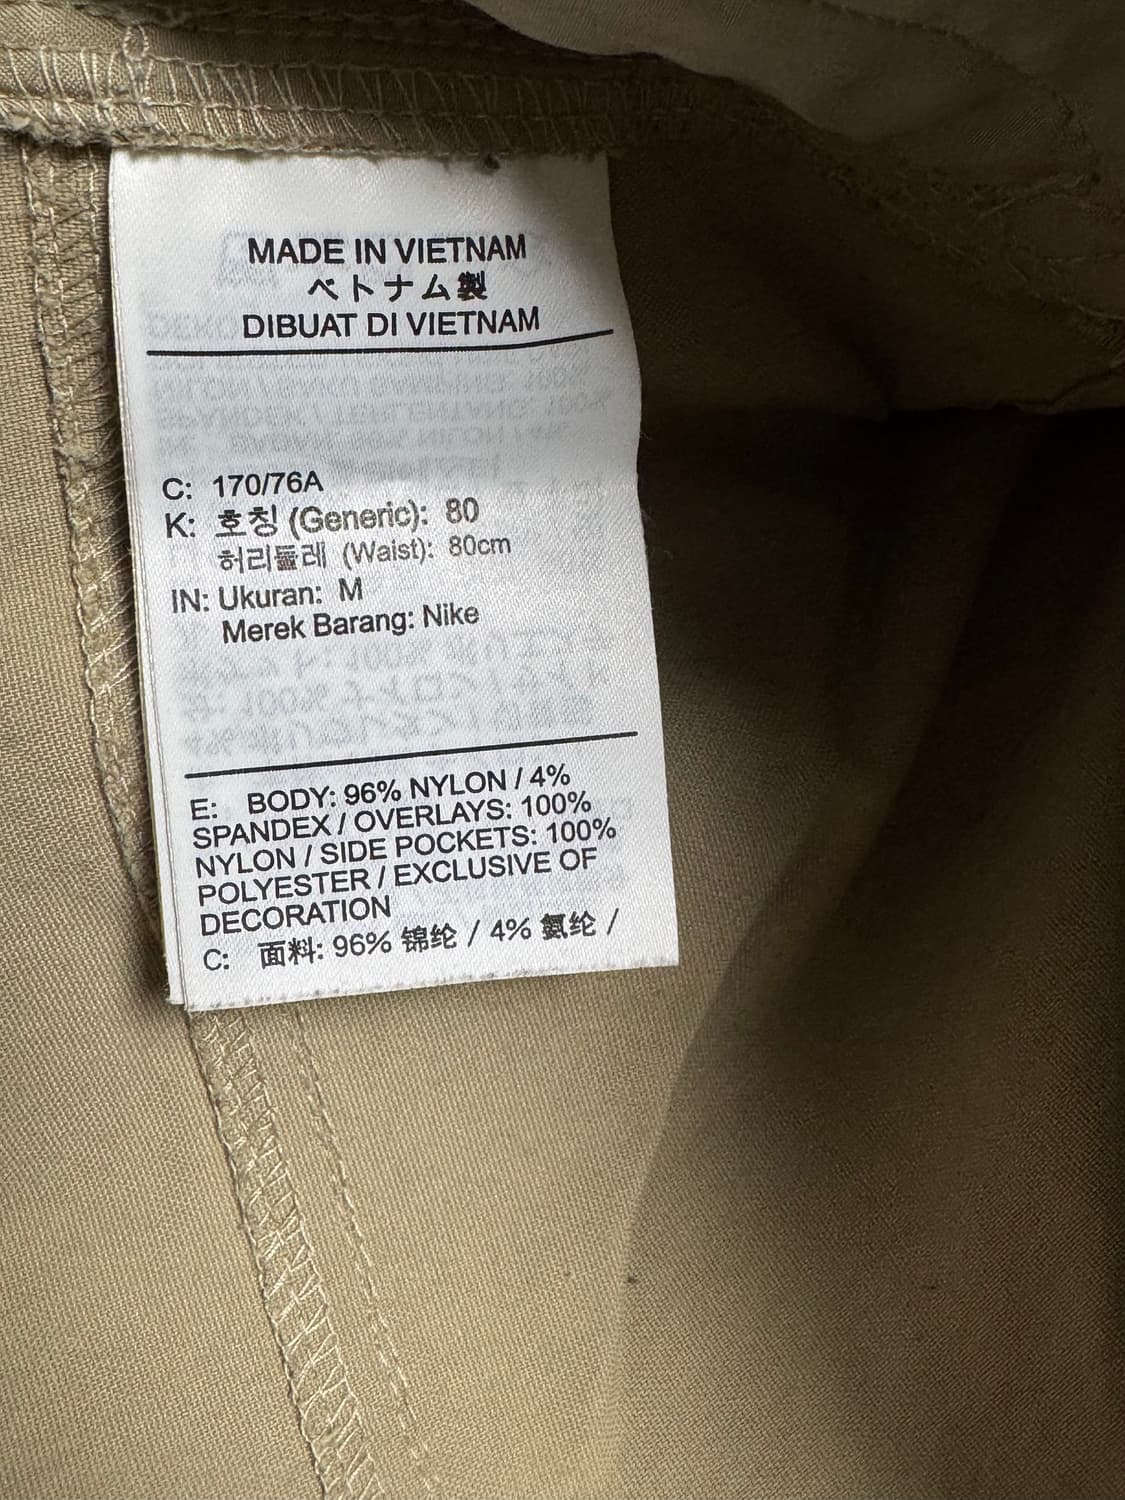 MADE IN VIETNAM
ベトナム製
DIBUAT DI VIETNAM
C: 170/76A
K: 호칭 (Generic): 80
허리둘레 (Waist): 80cm
IN: Ukuran: M
Merek Barang: Nike
E: BODY: 96% NYLON / 4%
SPANDEX / OVERLAYS: 100%
NYLON / SIDE POCKETS: 100%
POLYESTER / EXCLUSIVE OF
DECORATION
C: 面料: 96% 锦纶 / 4% 氨纶 /